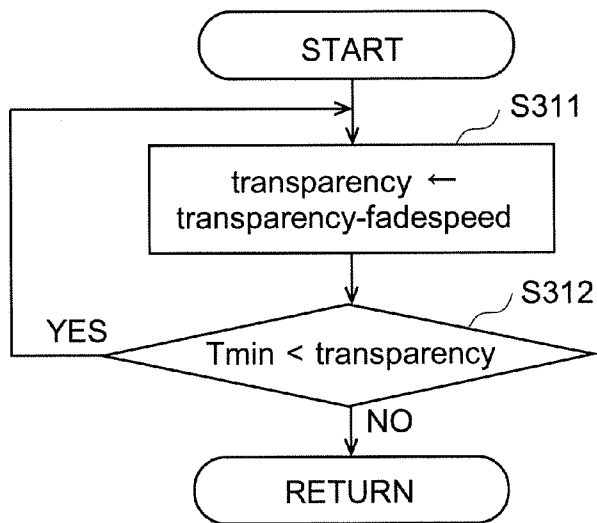 START
S311
transparency ←
transparency-fadespeed
S312
YES
Tmin < transparency
NO
RETURN